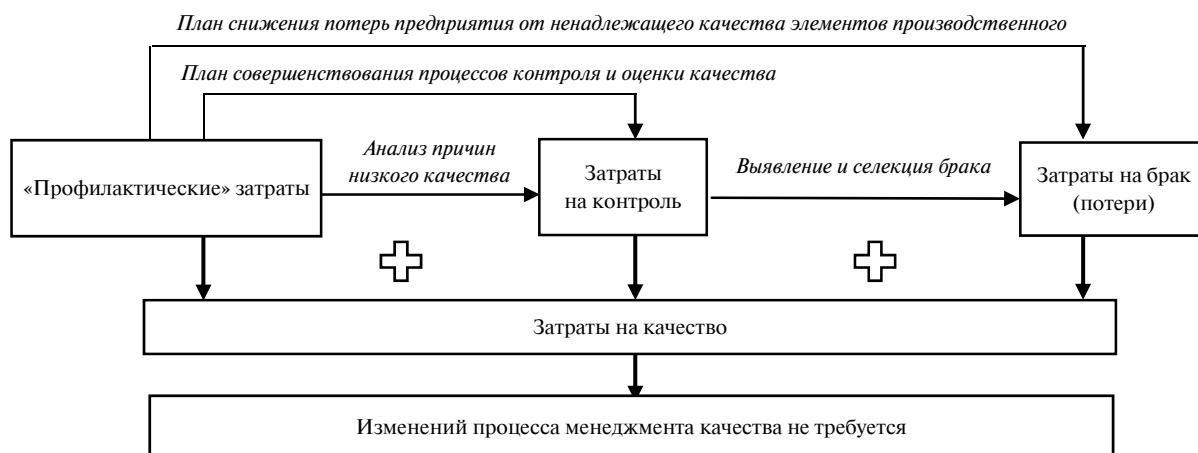 План снижения потерь предприятия от ненадлежащего качества элементов производственного
План совершенствования процессов контроля и оценки качества
«Профилактические» затраты
Анализ причин
низкого качества
Затраты
на контроль
Выявление и селекция брака
Затраты на брак
(потери)
Затраты на качество
Изменений процесса менеджмента качества не требуется